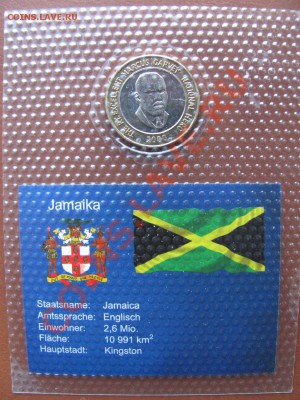 COINS.LAVE.RU
THE RT. EXCELLENT MARCUS GARVEY NATIONAL HERO
Jamaika
Staatsname: Jamaica
Amtssprache: Englisch
Einwohner: 2,6 Mio.
Fläche: 10 991 km²
Hauptstadt: Kingston